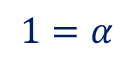 1 = α